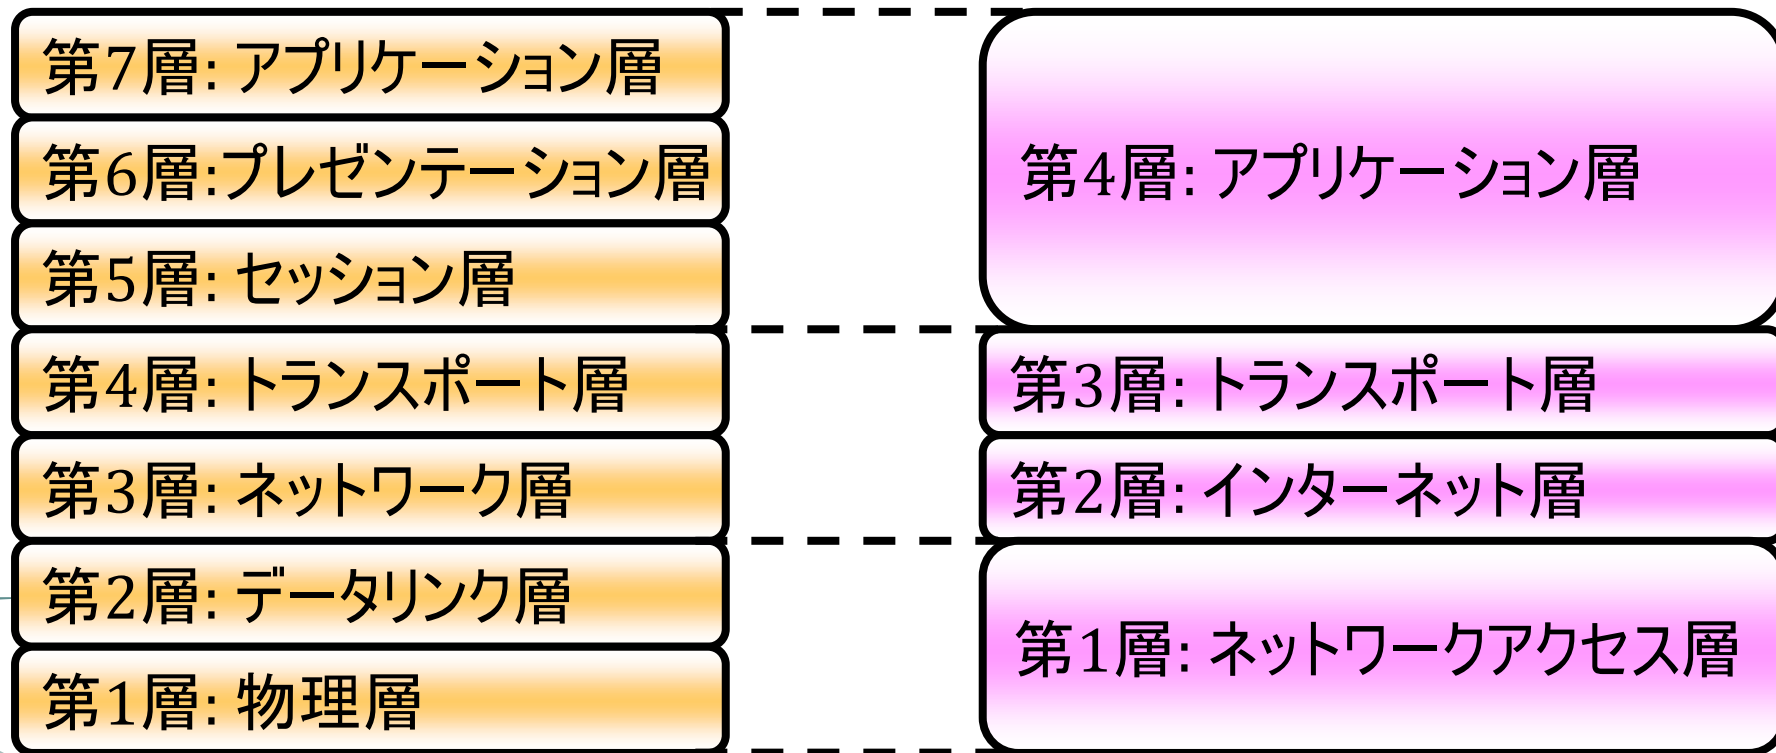 第7層: アプリケーション層
第6層:プレゼンテーション層
第5層: セッション層
第4層: トランスポート層
第3層: ネットワーク層
第2層: データリンク層
第1層: 物理層
第4層: アプリケーション層
第3層: トランスポート層
第2層: インターネット層
第1層: ネットワークアクセス層